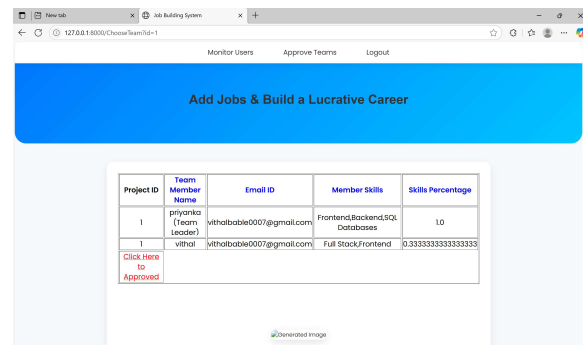 New tab
Job Building System
127.0.0.1:8000/ChooseTeam?id=1
Monitor Users Approve Teams Logout
Add Jobs & Build a Lucrative Career
Project ID Team Member Name Email ID Member Skills Skills Percentage
1 priyanka (Team Leader) vithalbable0007@gmail.com Frontend,Backend,SQL Databases 1.0
1 vithal vithalbable0007@gmail.com Full Stack,Frontend 0.3333333333333333
Click Here
to
Approved
Generated Image